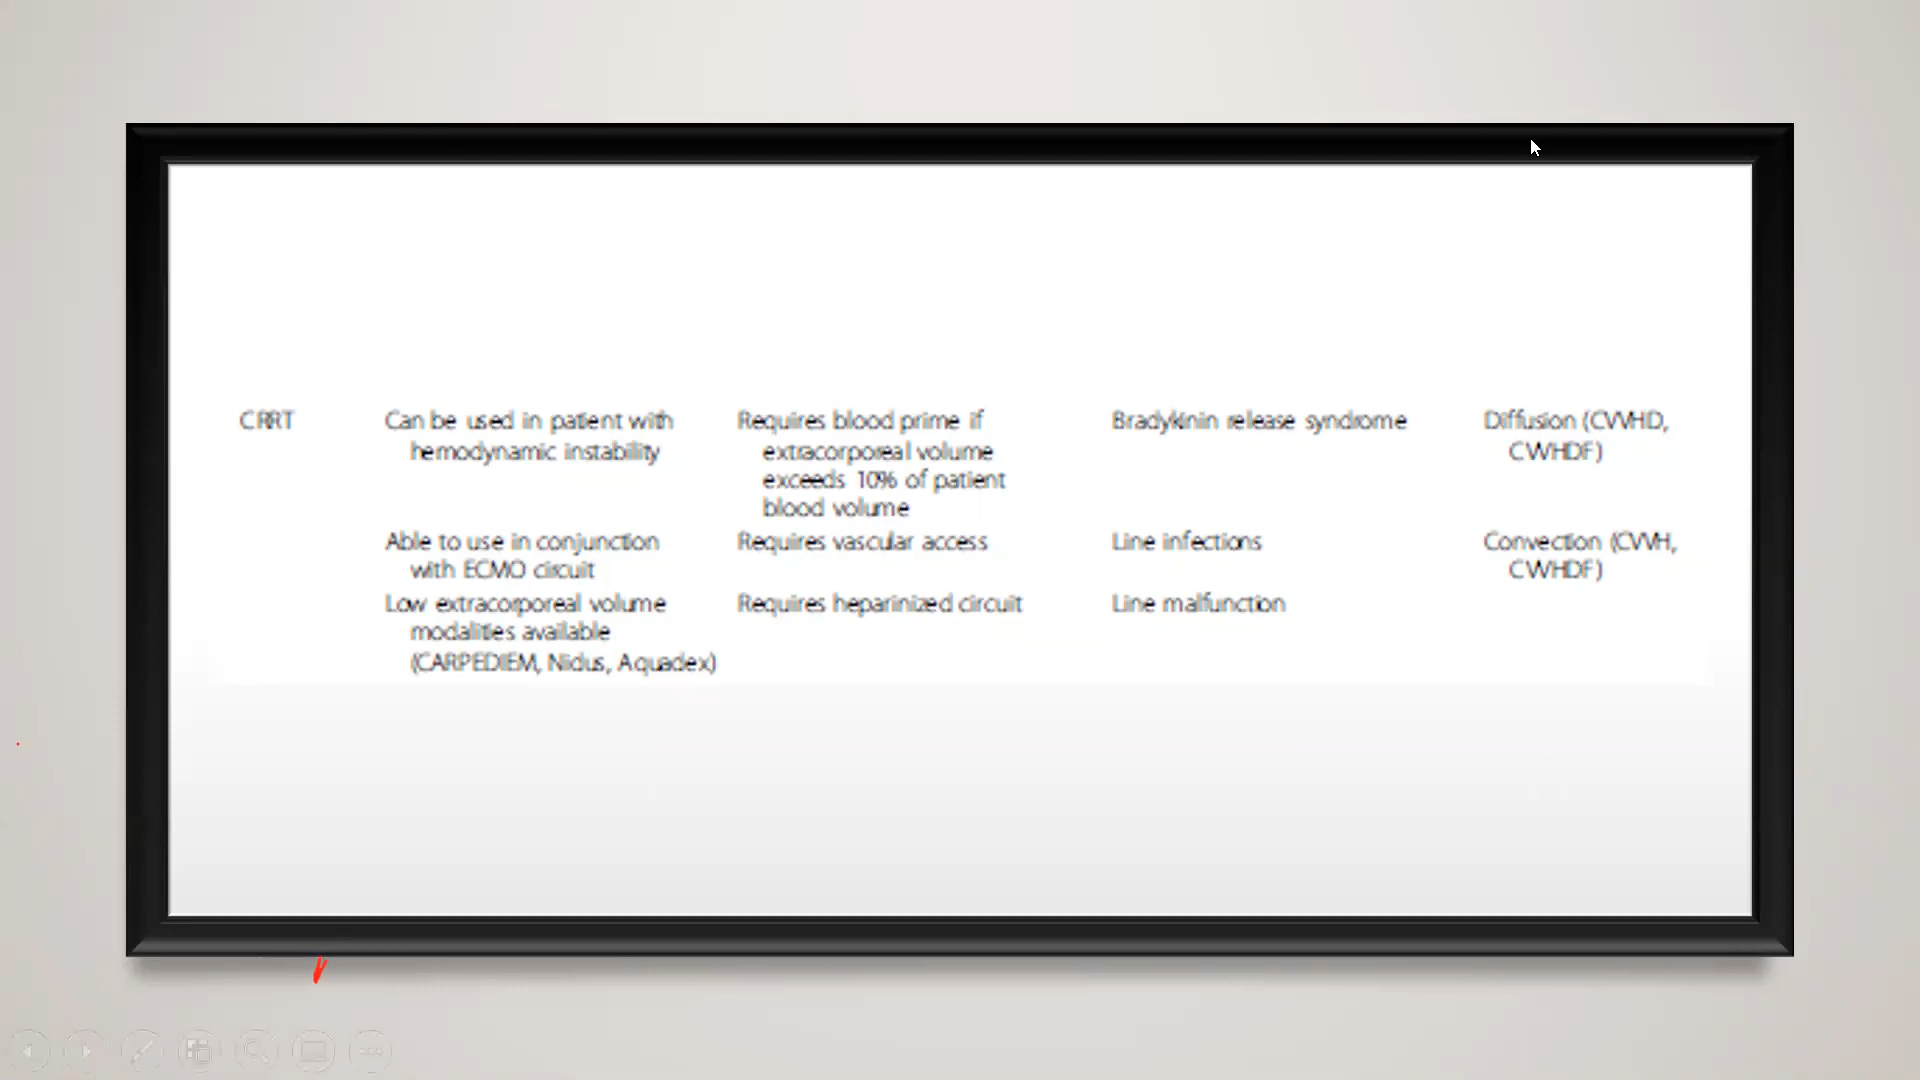 CRRT
Can be used in patient with
hemodynamic instability
Requires blood prime if
extracorporeal volume
exceeds 10% of patient
blood volume
Bradykinin release syndrome
Diffusion (CVVHD,
CVVHDF)
Able to use in conjunction
with ECMO circuit
Requires vascular access
Line infections
Convection (CVVH,
CVVHDF)
Low extracorporeal volume
modalities available
(CARPEDIEM, Nidus, Aquadex)
Requires heparinized circuit
Line malfunction